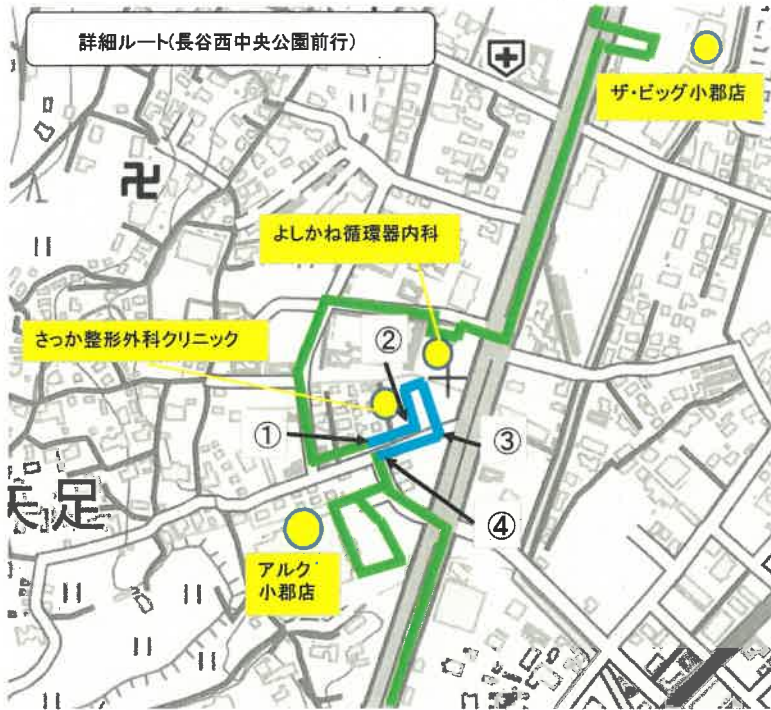 詳細ルート(長谷西中央公園前行)
ザ・ビッグ小郡店
よしかね循環器内科
さっか整形外科クリニック
②
①
③
④
アルク
小郡店